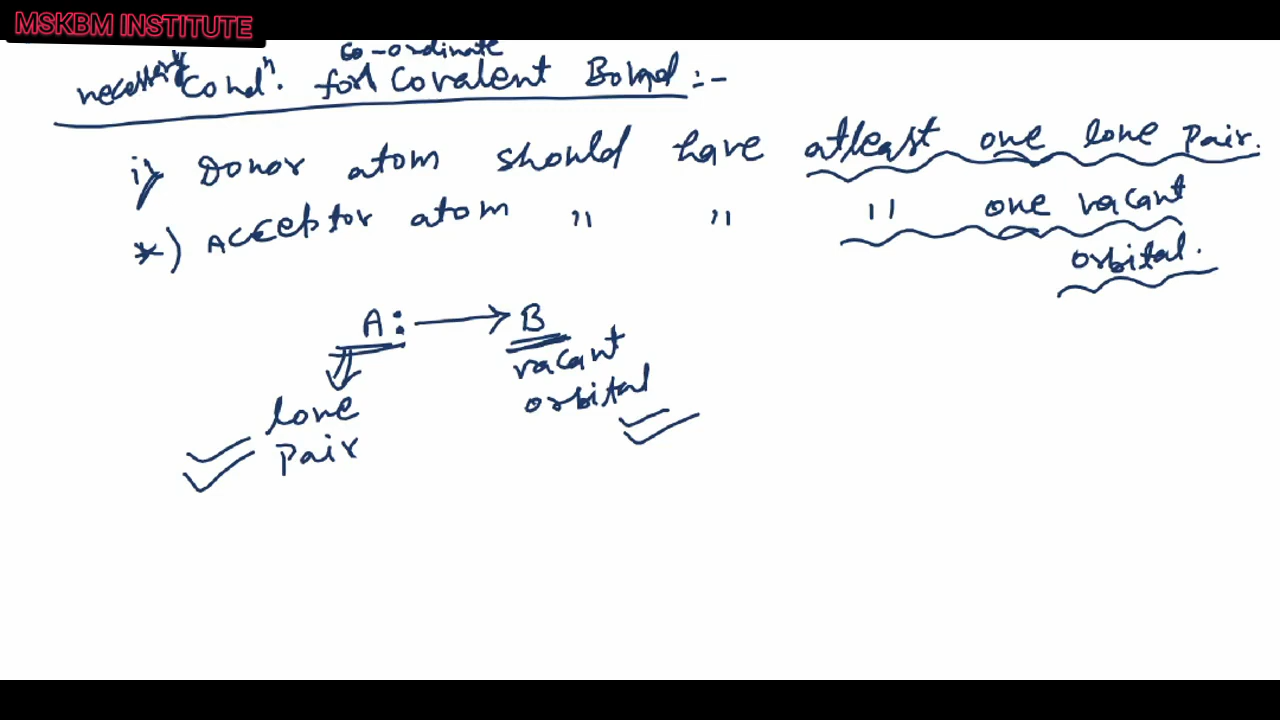 MSKBM INSTITUTE
co-ordinate
necessary Condⁿ. for Covalent Bond :-
i) Donor atom should have atleast one lone pair.
*) Acceptor atom " " " one vacant
orbital.
A: → B
vacant
orbital
lone
pair